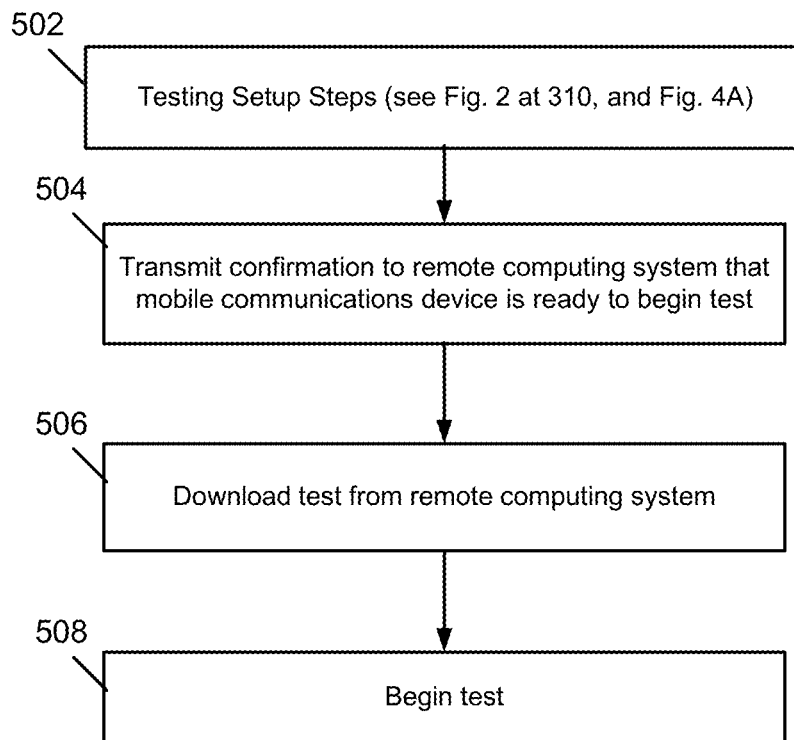 502
Testing Setup Steps (see Fig. 2 at 310, and Fig. 4A)
504
Transmit confirmation to remote computing system that
mobile communications device is ready to begin test
506
Download test from remote computing system
508
Begin test